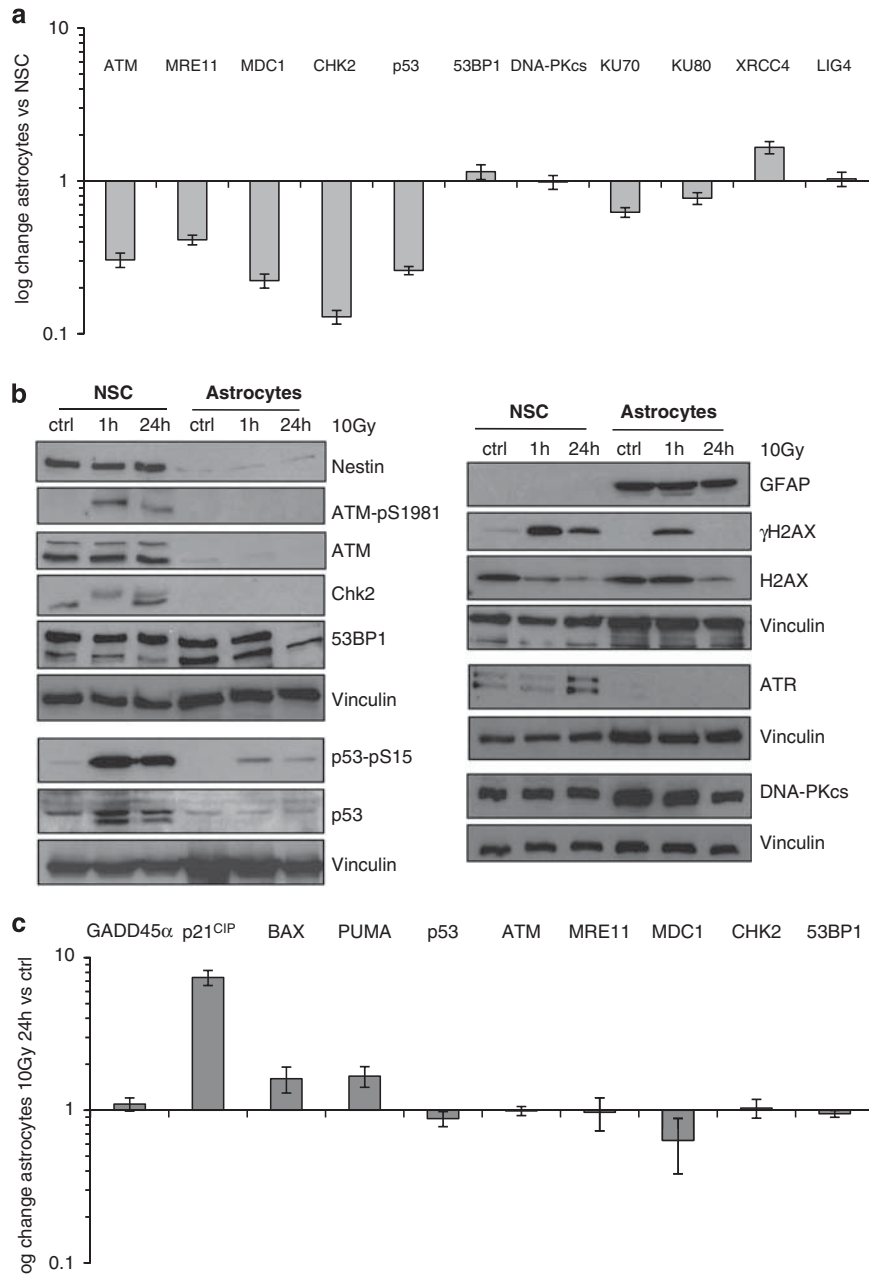 a
10
1
0.1
log change astrocytes vs NSC
ATM MRE11 MDC1 CHK2 p53 53BP1 DNA-PKcs KU70 KU80 XRCC4 LIG4
b
NSC Astrocytes
ctrl 1h 24h ctrl 1h 24h 10Gy
Nestin
ATM-pS1981
ATM
Chk2
53BP1
Vinculin
p53-pS15
p53
Vinculin
NSC Astrocytes
ctrl 1h 24h ctrl 1h 24h 10Gy
GFAP
γH2AX
H2AX
Vinculin
ATR
Vinculin
DNA-PKcs
Vinculin
c
GADD45α p21CIP BAX PUMA p53 ATM MRE11 MDC1 CHK2 53BP1
10
1
0.1
og change astrocytes 10Gy 24h vs ctrl